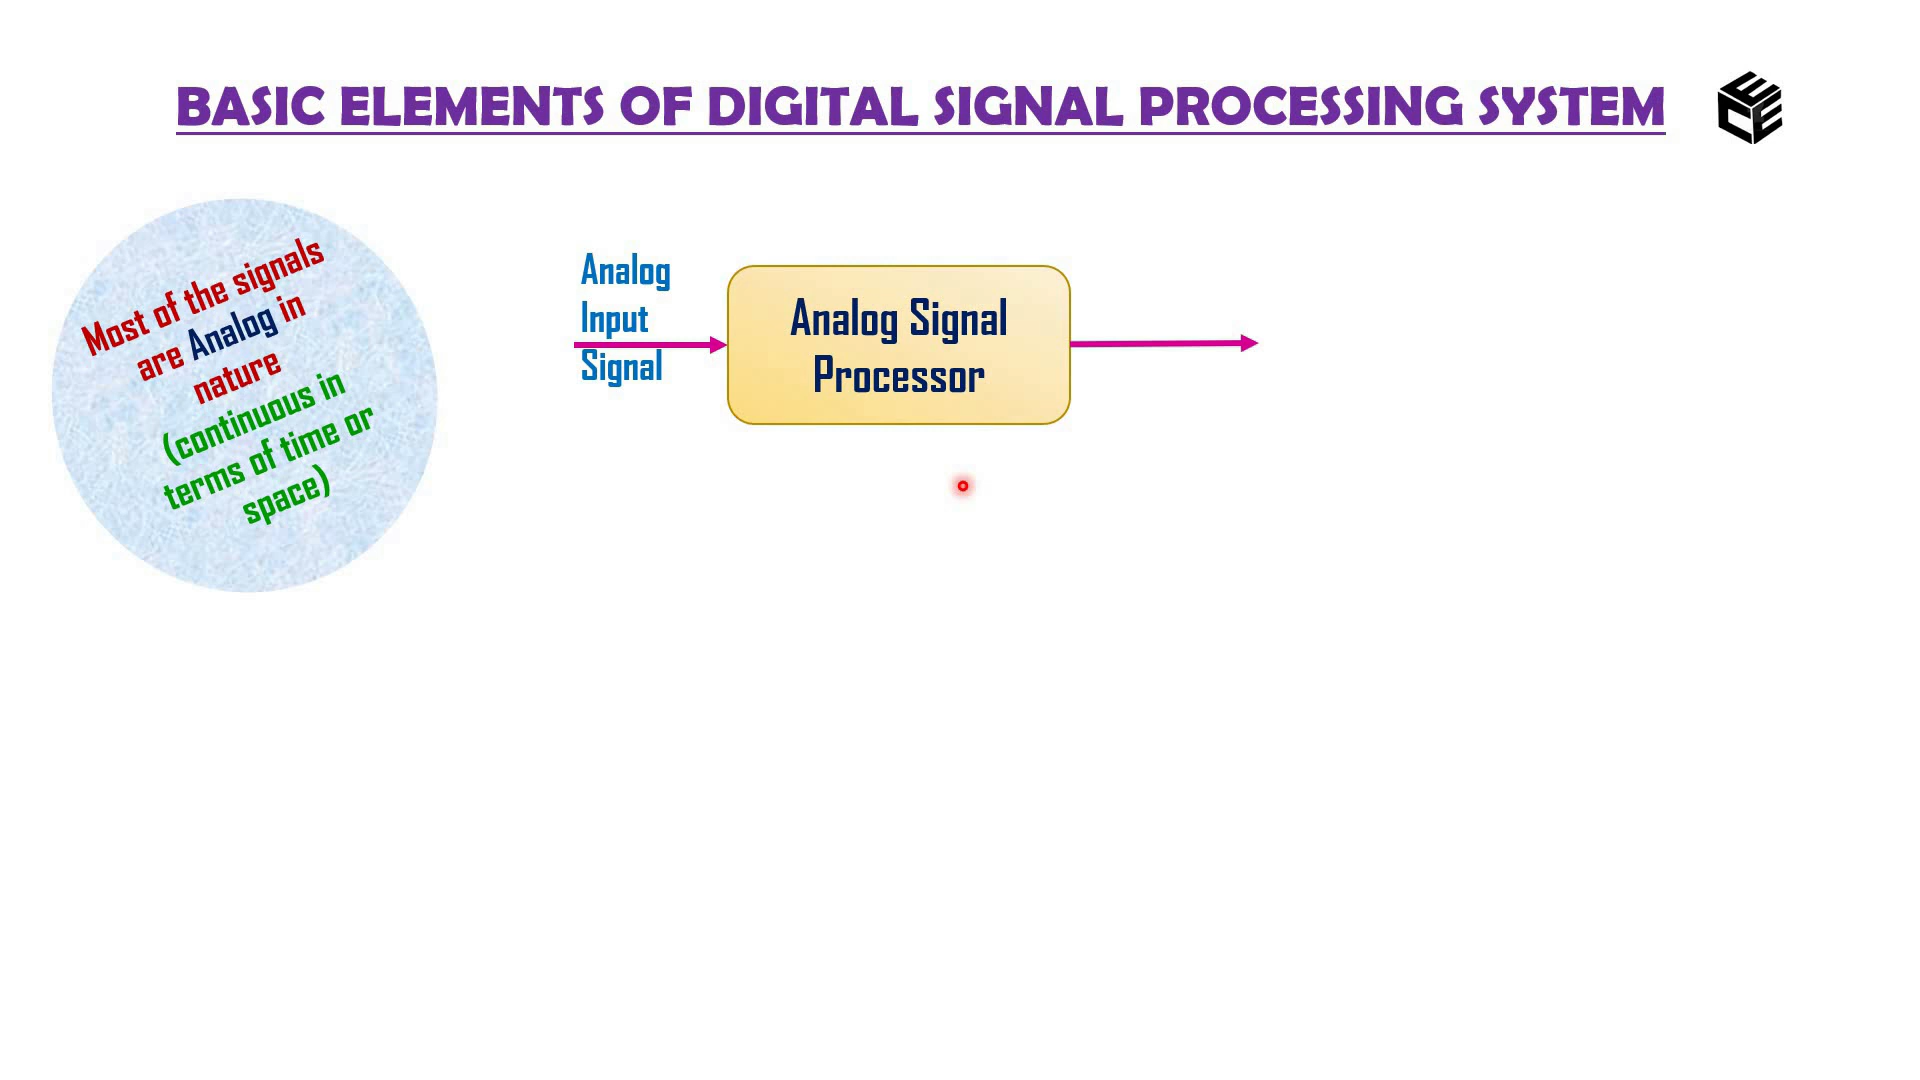 BASIC ELEMENTS OF DIGITAL SIGNAL PROCESSING SYSTEM
ECE
Most of the signals
are Analog in
nature
(continuous in
terms of time or
space)
Analog
Input
Signal
Analog Signal
Processor